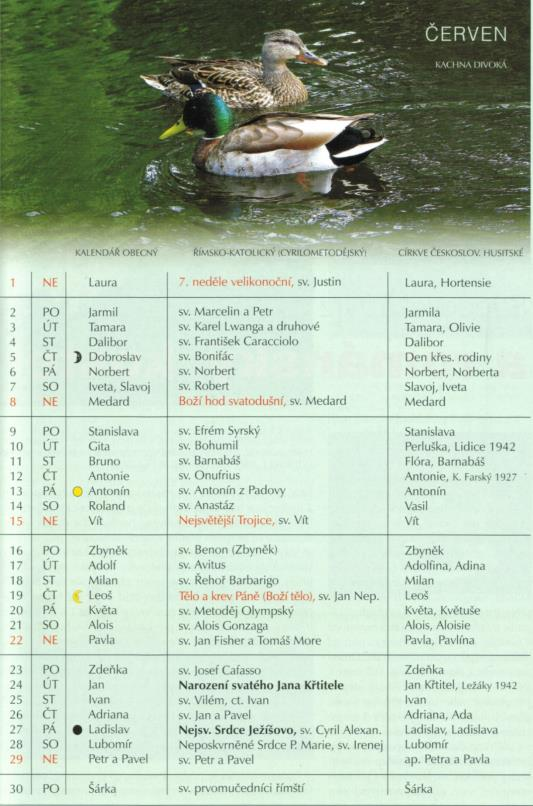 ČERVEN
KACHNA DIVOKÁ
KALENDÁŘ OBECNÝ ŘÍMSKO-KATOLICKÝ (CYRILOMETODĚJSKÝ) CÍRKVE ČESKOSLOV. HUSITSKÉ
1 NE Laura 7. neděle velikonoční, sv. Justin Laura, Hortensie
2 PO Jarmil sv. Marcelin a Petr Jarmila
3 ÚT Tamara sv. Karel Lwanga a druhové Tamara, Olivie
4 ST Dalibor sv. František Caracciolo Dalibor
5 ČT Dobroslav sv. Bonifác Den křes. rodiny
6 PÁ Norbert sv. Norbert Norbert, Norberta
7 SO Iveta, Slavoj sv. Robert Slavoj, Iveta
8 NE Medard Boží hod svatodušní, sv. Medard Medard
9 PO Stanislava sv. Efrém Syrský Stanislava
10 ÚT Gita sv. Bohumil Perluška, Lidice 1942
11 ST Bruno sv. Barnabáš Flóra, Barnabáš
12 ČT Antonie sv. Onufrius Antonie, K. Farský 1927
13 PÁ Antonín sv. Antonín z Padovy Antonín
14 SO Roland sv. Anastáz Vasil
15 NE Vít Nejsvětější Trojice, sv. Vít Vít
16 PO Zbyněk sv. Benon (Zbyněk) Zbyněk
17 ÚT Adolf sv. Avitus Adolfina, Adina
18 ST Milan sv. Řehoř Barbarigo Milan
19 ČT Leoš Tělo a krev Páně (Boží tělo), sv. Jan Nep. Leoš
20 PÁ Květa sv. Metoděj Olympský Květa, Květuše
21 SO Alois sv. Alois Gonzaga Alois, Aloisie
22 NE Pavla sv. Jan Fisher a Tomáš More Pavla, Pavlína
23 PO Zdeňka sv. Josef Cafasso Zdeňka
24 ÚT Jan Narození svatého Jana Křtitele Jan Křtitel, Ležáky 1942
25 ST Ivan sv. Vilém, ct. Ivan Ivan
26 ČT Adriana sv. Jan a Pavel Adriana, Ada
27 PÁ Ladislav Nejsv. Srdce Ježíšovo, sv. Cyril Alexan. Ladislav, Ladislava
28 SO Lubomír Neposkvrněné Srdce P. Marie, sv. Irenej Lubomír
29 NE Petr a Pavel sv. Petr a Pavel ap. Petra a Pavla
30 PO Šárka sv. prvomučedníci římští Šárka